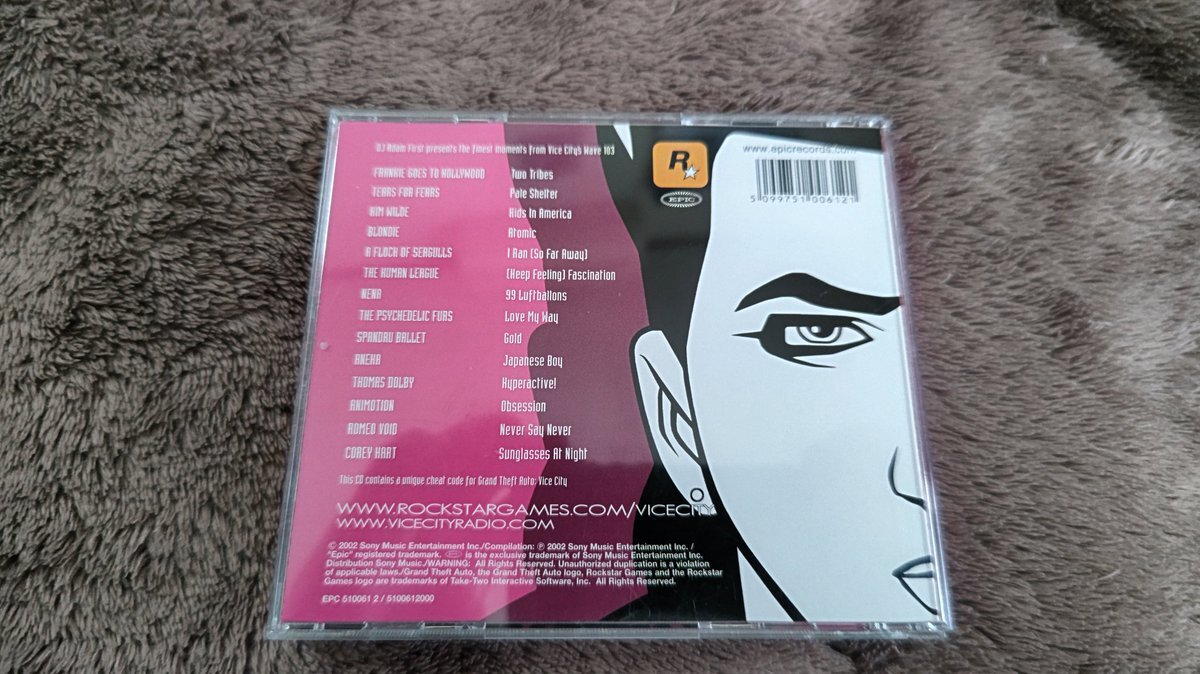 DJ Adam First presents the finest moments from Vice City's Wave 103
FRANKIE GOES TO HOLLYWOOD Two Tribes
TEARS FOR FEARS Pale Shelter
KIM WILDE Kids In America
BLONDIE Atomic
A FLOCK OF SEAGULLS I Ran (So Far Away)
THE HUMAN LEAGUE (Keep Feeling) Fascination
NENA 99 Luftballons
THE PSYCHEDELIC FURS Love My Way
SPANDAU BALLET Gold
ANEKA Japanese Boy
THOMAS DOLBY Hyperactive!
ANIMOTION Obsession
ROMEO VOID Never Say Never
COREY HART Sunglasses At Night
This CD contains a unique cheat code for Grand Theft Auto: Vice City
WWW.ROCKSTARGAMES.COM/VICECITY
WWW.VICECITYRADIO.COM
© 2002 Sony Music Entertainment Inc./Compilation: ℗ 2002 Sony Music Entertainment Inc. /
"Epic" registered trademark. EPIC is the exclusive trademark of Sony Music Entertainment Inc.
Distribution Sony Music./WARNING: All Rights Reserved. Unauthorized duplication is a violation
of applicable laws./Grand Theft Auto, the Grand Theft Auto logo, Rockstar Games and the Rockstar
Games logo are trademarks of Take-Two Interactive Software, Inc. All Rights Reserved.
EPC 510061 2 / 5100612000
R
EPIC
www.epicrecords.com
5 099751 006121